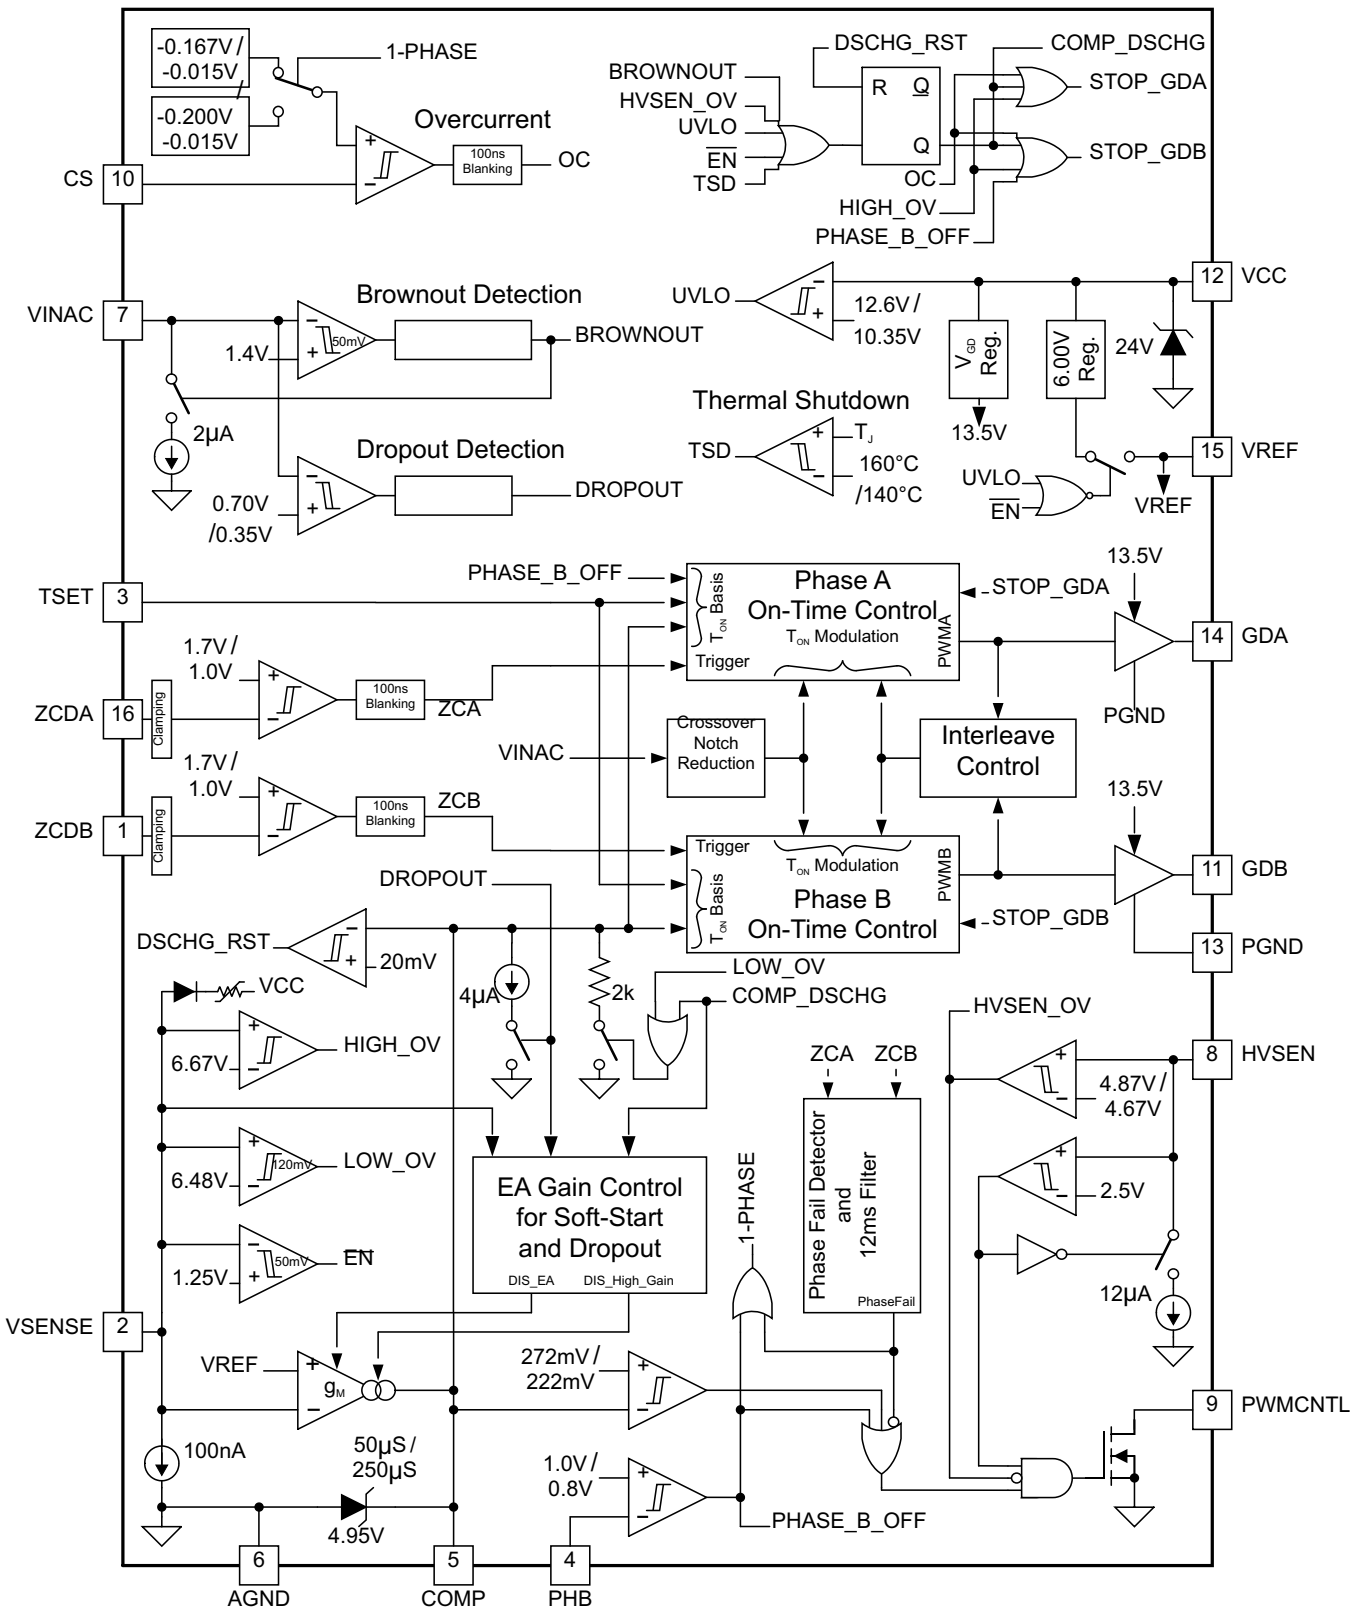 -0.167V /
-0.015V
1-PHASE
-0.200V
-0.015V
Overcurrent
100ns
Blanking
OC
CS
10
DSCHG_RST
COMP_DSCHG
BROWNOUT
STOP_GDA
HVSEN_OV
R
Q
UVLO
EN
Q
STOP_GDB
TSD
OC
HIGH_OV
PHASE_B_OFF
12
VCC
VINAC
7
Brownout Detection
50mV
1.4V
BROWNOUT
UVLO
12.6V /
10.35V
VGD
Reg.
6.00V
Reg.
24V
13.5V
2µA
Thermal Shutdown
TSD
TJ
160°C
/140°C
Dropout Detection
0.70V
/0.35V
DROPOUT
15
VREF
UVLO
EN
VREF
TSET
3
PHASE_B_OFF
TON Basis
Phase A
On-Time Control
TON Modulation
Trigger
PWMA
STOP_GDA
13.5V
14
GDA
PGND
1.7V /
1.0V
ZCDA
16
Clamping
100ns
Blanking
ZCA
VINAC
Crossover
Notch
Reduction
Interleave
Control
1.7V /
1.0V
ZCDB
1
Clamping
100ns
Blanking
ZCB
13.5V
Trigger
TON Modulation
TON Basis
Phase B
On-Time Control
PWMB
STOP_GDB
11
GDB
13
PGND
DROPOUT
DSCHG_RST
20mV
VCC
4µA
2k
LOW_OV
COMP_DSCHG
HIGH_OV
6.67V
LOW_OV
120mV
6.48V
EN
50mV
1.25V
EA Gain Control
for Soft-Start
and Dropout
DIS_EA
DIS_High_Gain
ZCA
ZCB
Phase Fail Detector
and
12ms Filter
PhaseFail
1-PHASE
HVSEN_OV
8
HVSEN
4.87V /
4.67V
2.5V
12µA
VSENSE
2
VREF
gM
272mV /
222mV
9
PWMCNTL
100nA
50µS /
250µS
4.95V
1.0V /
0.8V
PHASE_B_OFF
6
AGND
5
COMP
4
PHB